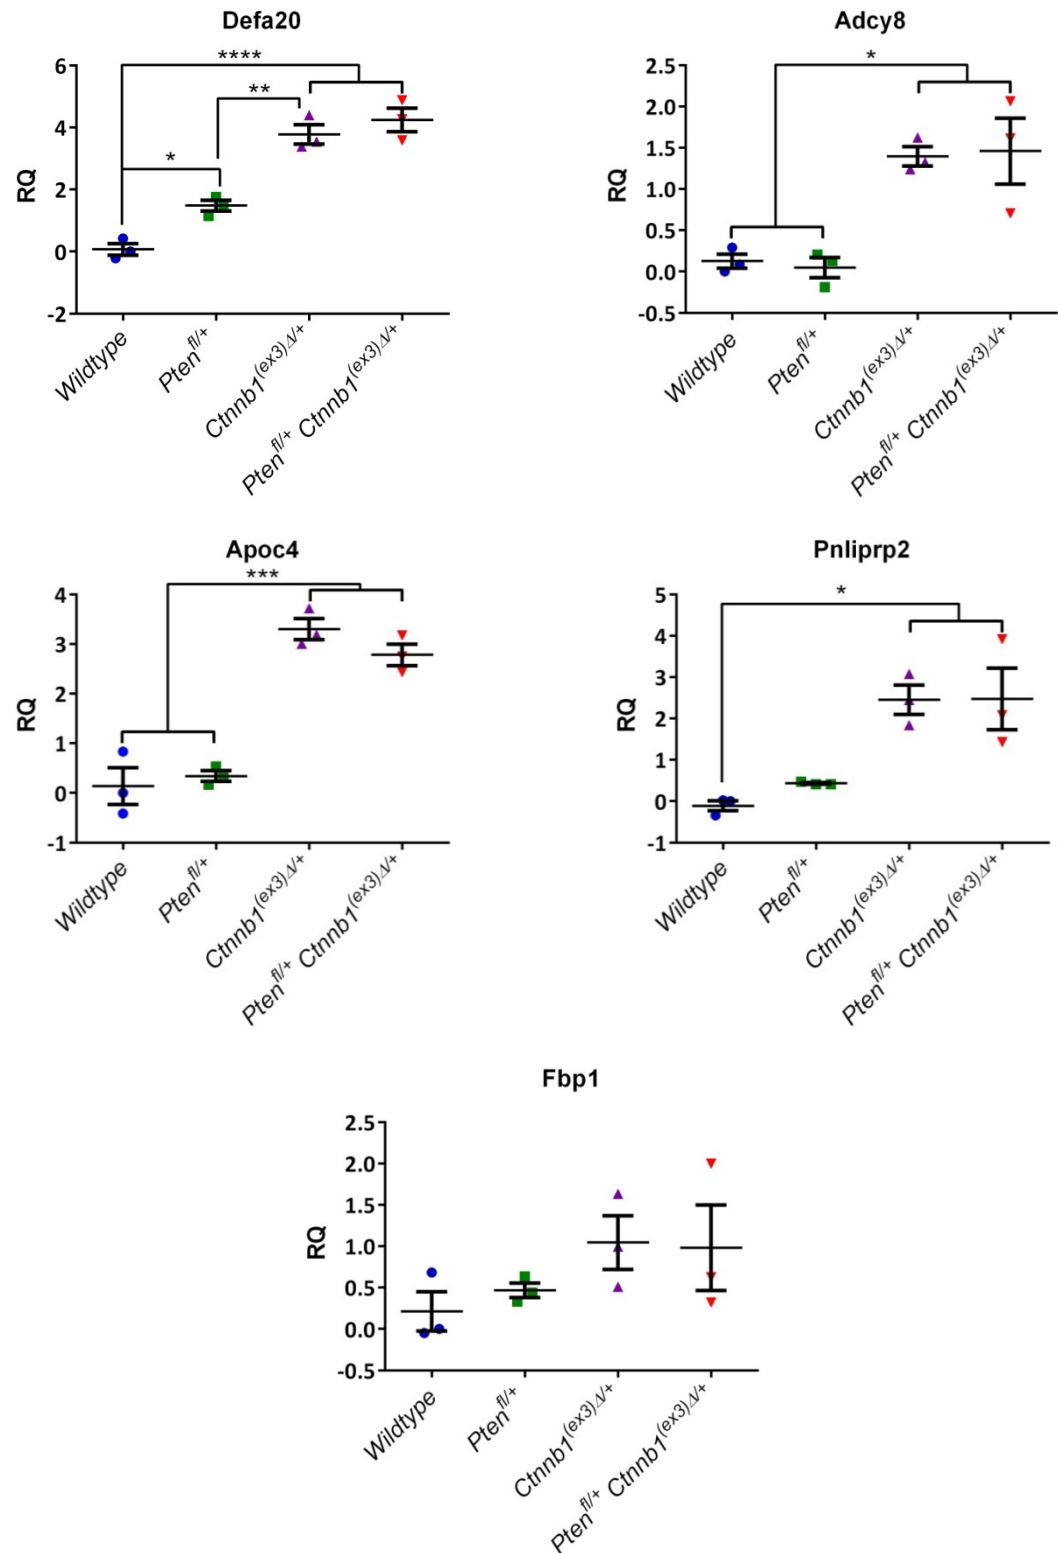 Defa20
****
**
*
6
4
2
0
-2
RQ
Wildtype
Pten^fl/+
Ctnnb1^(ex3)Δ/+
Pten^fl/+ Ctnnb1^(ex3)Δ/+
Adcy8
*
2.5
2.0
1.5
1.0
0.5
0.0
-0.5
RQ
Wildtype
Pten^fl/+
Ctnnb1^(ex3)Δ/+
Pten^fl/+ Ctnnb1^(ex3)Δ/+
Apoc4
***
4
3
2
1
0
-1
RQ
Wildtype
Pten^fl/+
Ctnnb1^(ex3)Δ/+
Pten^fl/+ Ctnnb1^(ex3)Δ/+
Pnliprp2
*
5
4
3
2
1
0
-1
RQ
Wildtype
Pten^fl/+
Ctnnb1^(ex3)Δ/+
Pten^fl/+ Ctnnb1^(ex3)Δ/+
Fbp1
2.5
2.0
1.5
1.0
0.5
0.0
-0.5
RQ
Wildtype
Pten^fl/+
Ctnnb1^(ex3)Δ/+
Pten^fl/+ Ctnnb1^(ex3)Δ/+